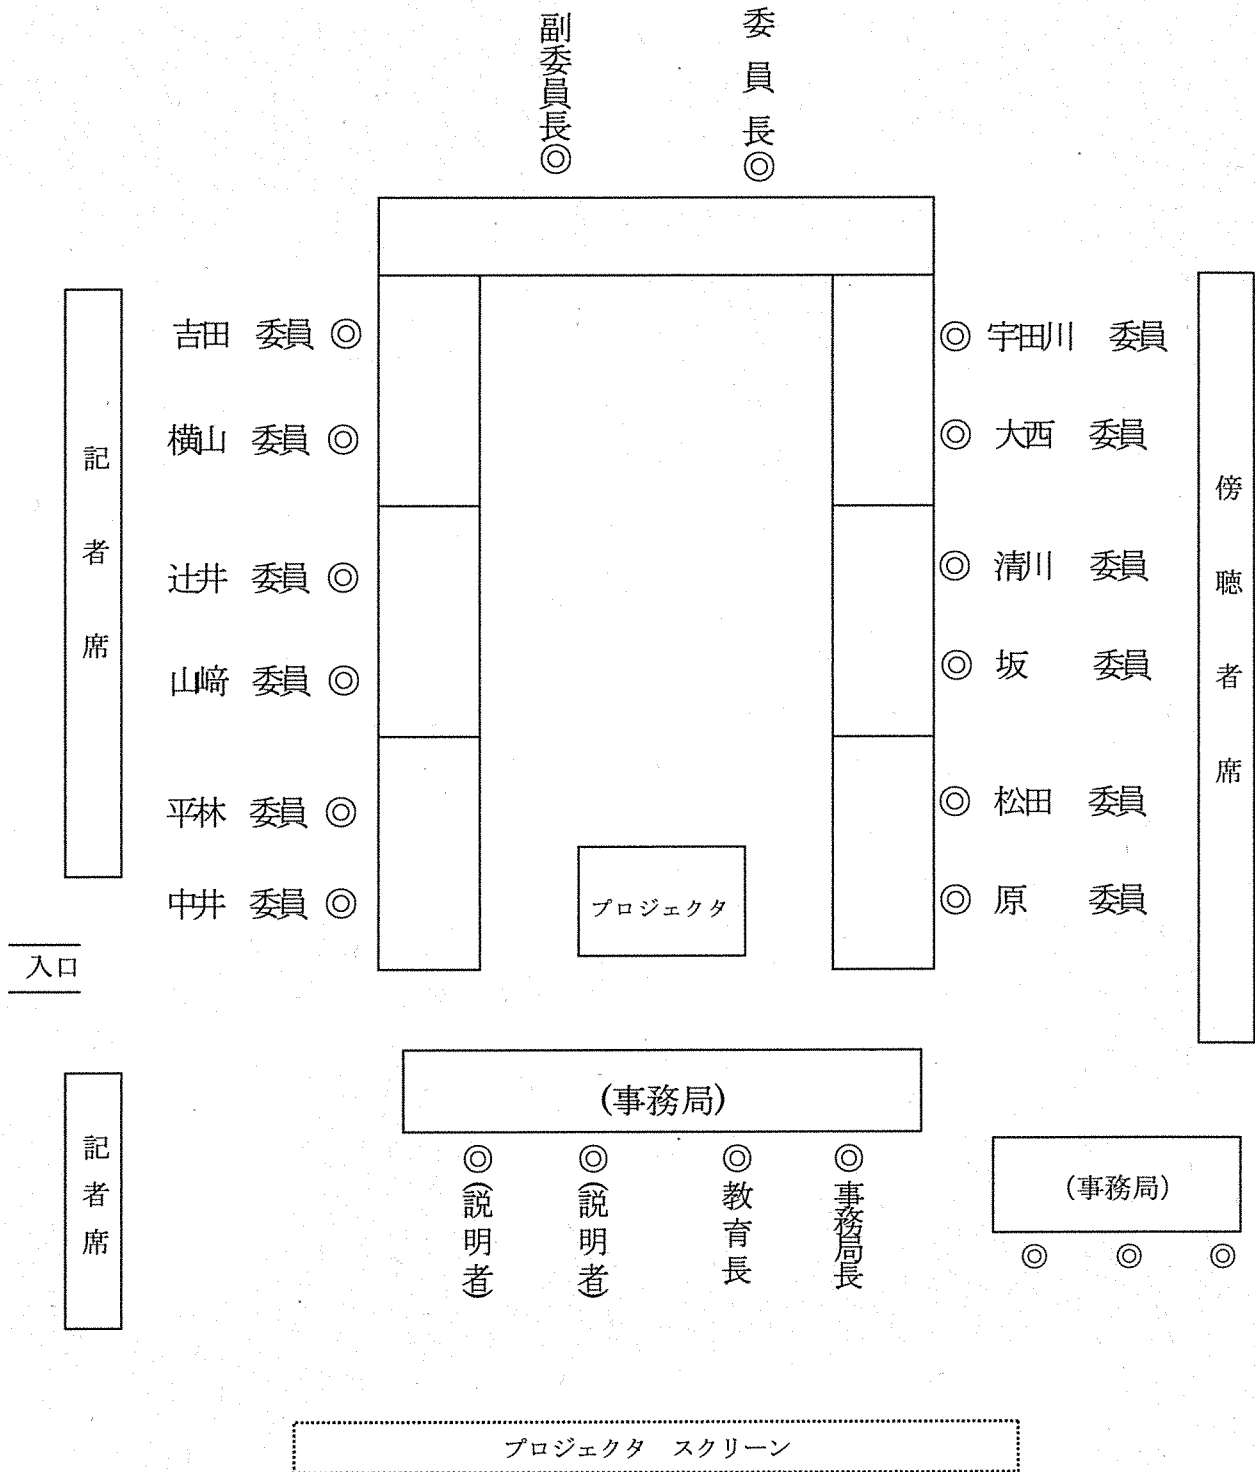 副委員長◎
委員長◎
吉田 委員 ◎
◎ 宇田川 委員
横山 委員 ◎
◎ 大西 委員
辻井 委員 ◎
◎ 清川 委員
山﨑 委員 ◎
◎ 坂 委員
平林 委員 ◎
◎ 松田 委員
中井 委員 ◎
◎ 原 委員
記者席
傍聴者席
プロジェクタ
入口
(事務局)
記者席
◎(説明者)
◎(説明者)
◎教育長
◎事務局長
(事務局)
◎ ◎ ◎
プロジェクタ スクリーン